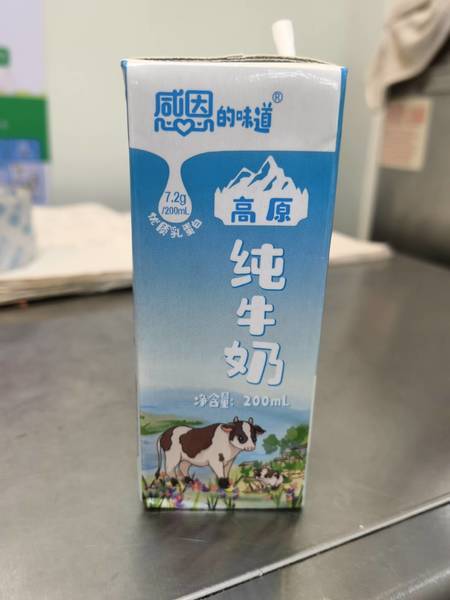 感恩的味道®
7.2g
/200mL
优质乳蛋白
高原
纯牛奶
净含量: 200mL